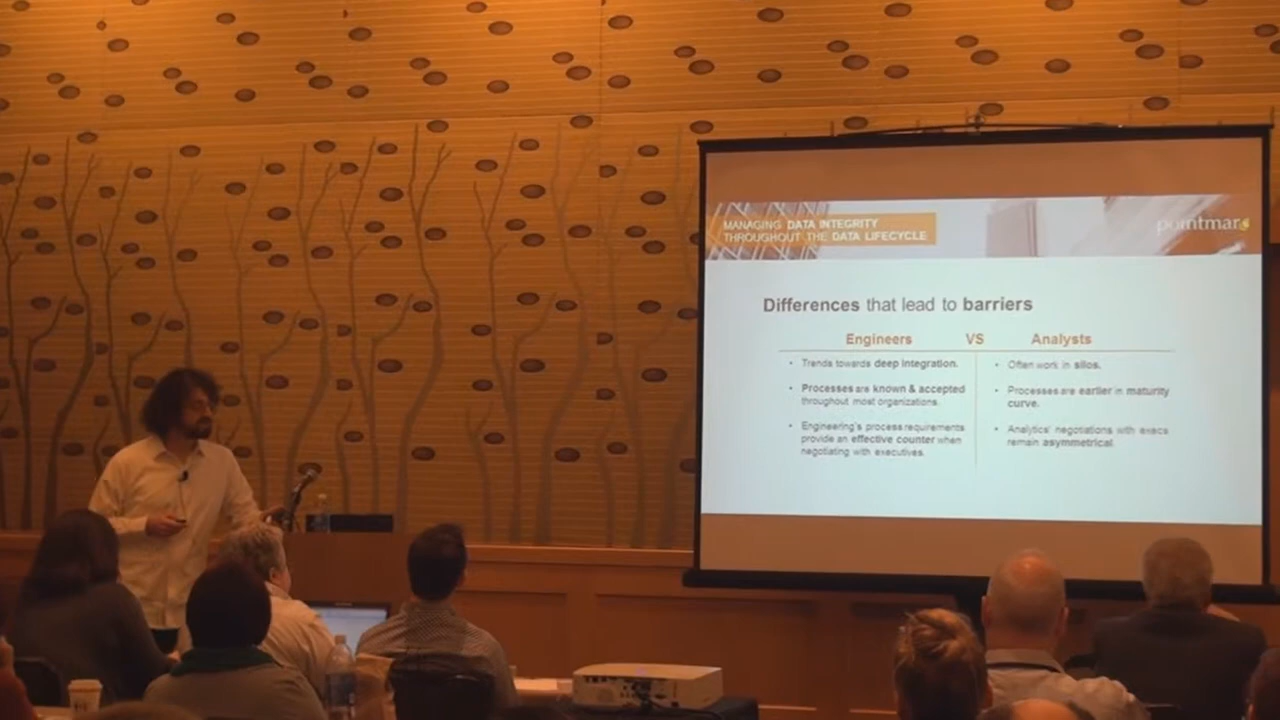 MANAGING DATA INTEGRITY
THROUGHOUT THE DATA LIFECYCLE
pointmarc
Differences that lead to barriers
Engineers VS Analysts
• Trends towards deep integration.
• Processes are known & accepted
throughout most organizations.
• Engineering's process requirements
provide an effective counter when
negotiating with executives.
• Often work in silos.
• Processes are earlier in maturity
curve.
• Analytics' negotiations with execs
remain asymmetrical.